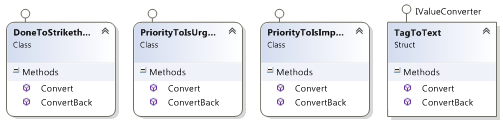 IValueConverter
DoneToStriketh...
Class
Methods
Convert
ConvertBack
PriorityToIsUrg...
Class
Methods
Convert
ConvertBack
PriorityToIsImp...
Class
Methods
Convert
ConvertBack
TagToText
Struct
Methods
Convert
ConvertBack